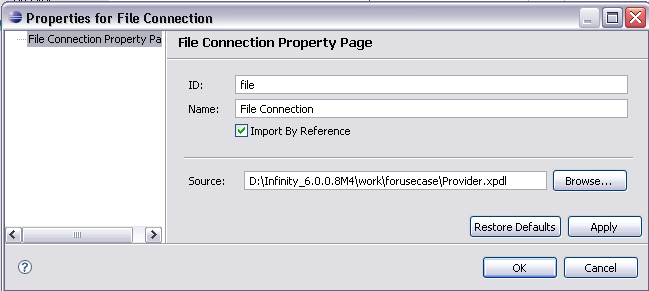 Properties for File Connection
File Connection Property Pa
File Connection Property Page
ID: file
Name: File Connection
Import By Reference
Source: D:\Infinity_6.0.0.8M4\work\forusecase\Provider.xpdl Browse...
Restore Defaults Apply
OK Cancel